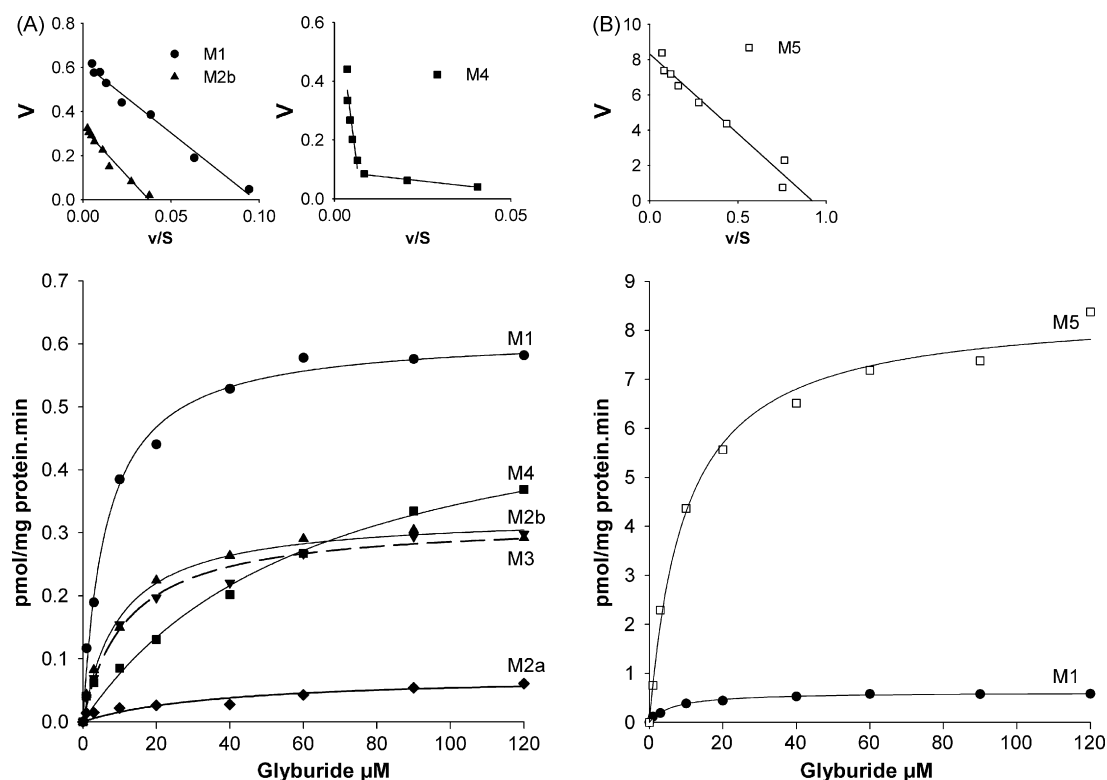 (A)
0.8
0.6
0.4
0.2
0.0
V
M1
M2b
0.00
0.05
0.10
v/S
0.6
0.4
0.2
0.0
V
M4
0.00
0.05
v/S
(B)
10
8
6
4
2
0
V
M5
0.0
0.5
1.0
v/S
0.7
0.6
0.5
0.4
0.3
0.2
0.1
0.0
pmol/mg protein.min
M1
M4
M2b
M3
M2a
0
20
40
60
80
100
120
Glyburide µM
9
8
7
6
5
4
3
2
1
0
pmol/mg protein.min
M5
M1
0
20
40
60
80
100
120
Glyburide µM